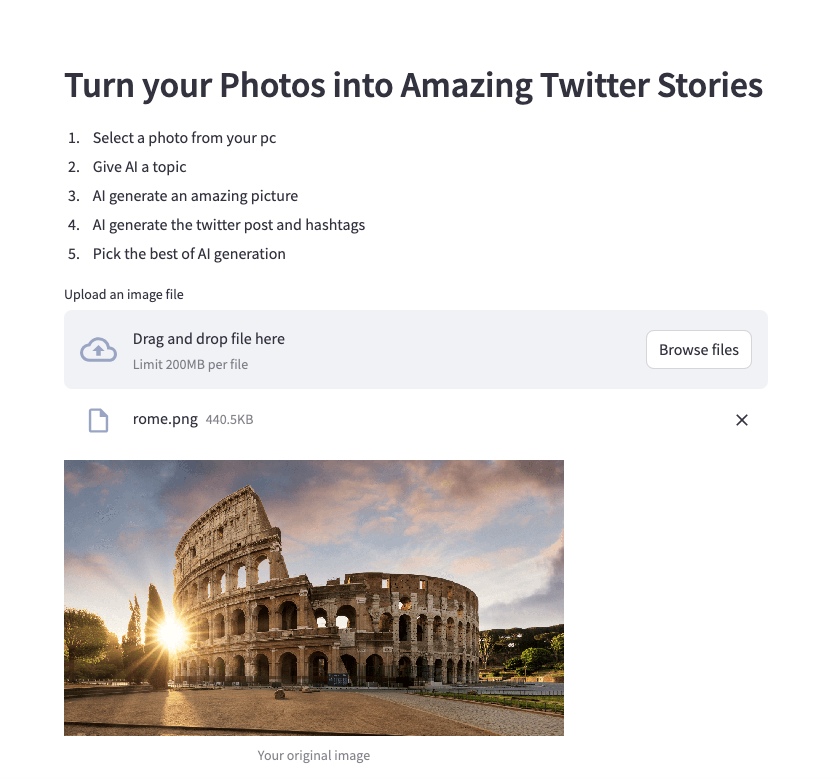 Turn your Photos into Amazing Twitter Stories
1. Select a photo from your pc
2. Give AI a topic
3. AI generate an amazing picture
4. AI generate the twitter post and hashtags
5. Pick the best of AI generation
Upload an image file
Drag and drop file here
Limit 200MB per file
Browse files
rome.png 440.5KB
Your original image